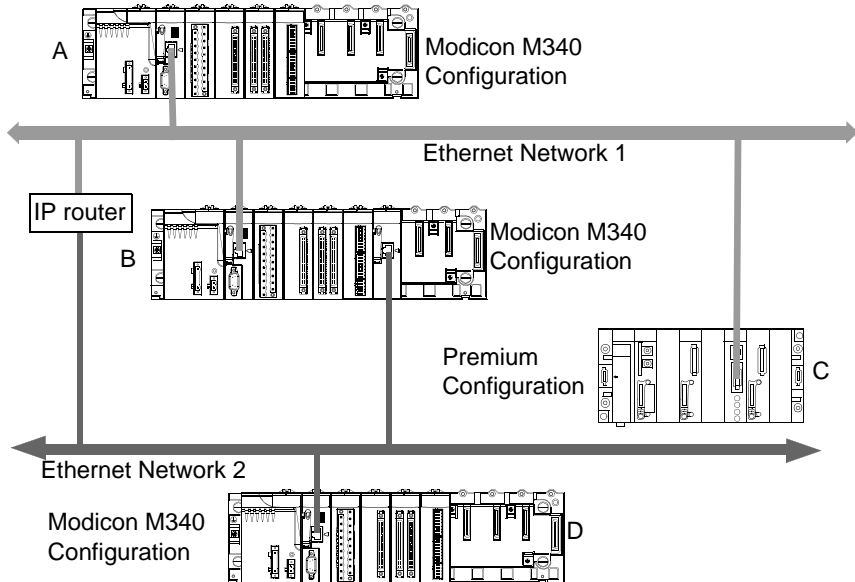 A
Modicon M340
Configuration
Ethernet Network 1
IP router
B
Modicon M340
Configuration
Premium
Configuration
C
Ethernet Network 2
Modicon M340
Configuration
D